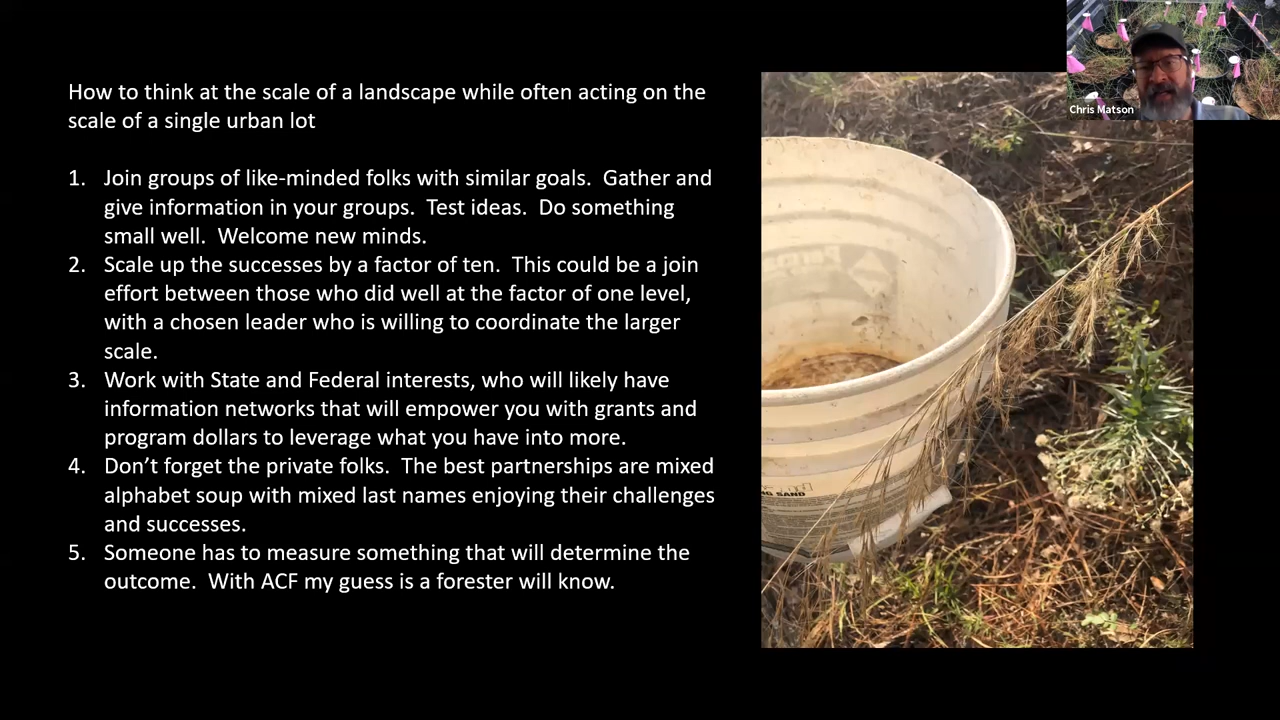 Chris Matson
How to think at the scale of a landscape while often acting on the
scale of a single urban lot
1. Join groups of like-minded folks with similar goals. Gather and
give information in your groups. Test ideas. Do something
small well. Welcome new minds.
2. Scale up the successes by a factor of ten. This could be a join
effort between those who did well at the factor of one level,
with a chosen leader who is willing to coordinate the larger
scale.
3. Work with State and Federal interests, who will likely have
information networks that will empower you with grants and
program dollars to leverage what you have into more.
4. Don’t forget the private folks. The best partnerships are mixed
alphabet soup with mixed last names enjoying their challenges
and successes.
5. Someone has to measure something that will determine the
outcome. With ACF my guess is a forester will know.
SAND